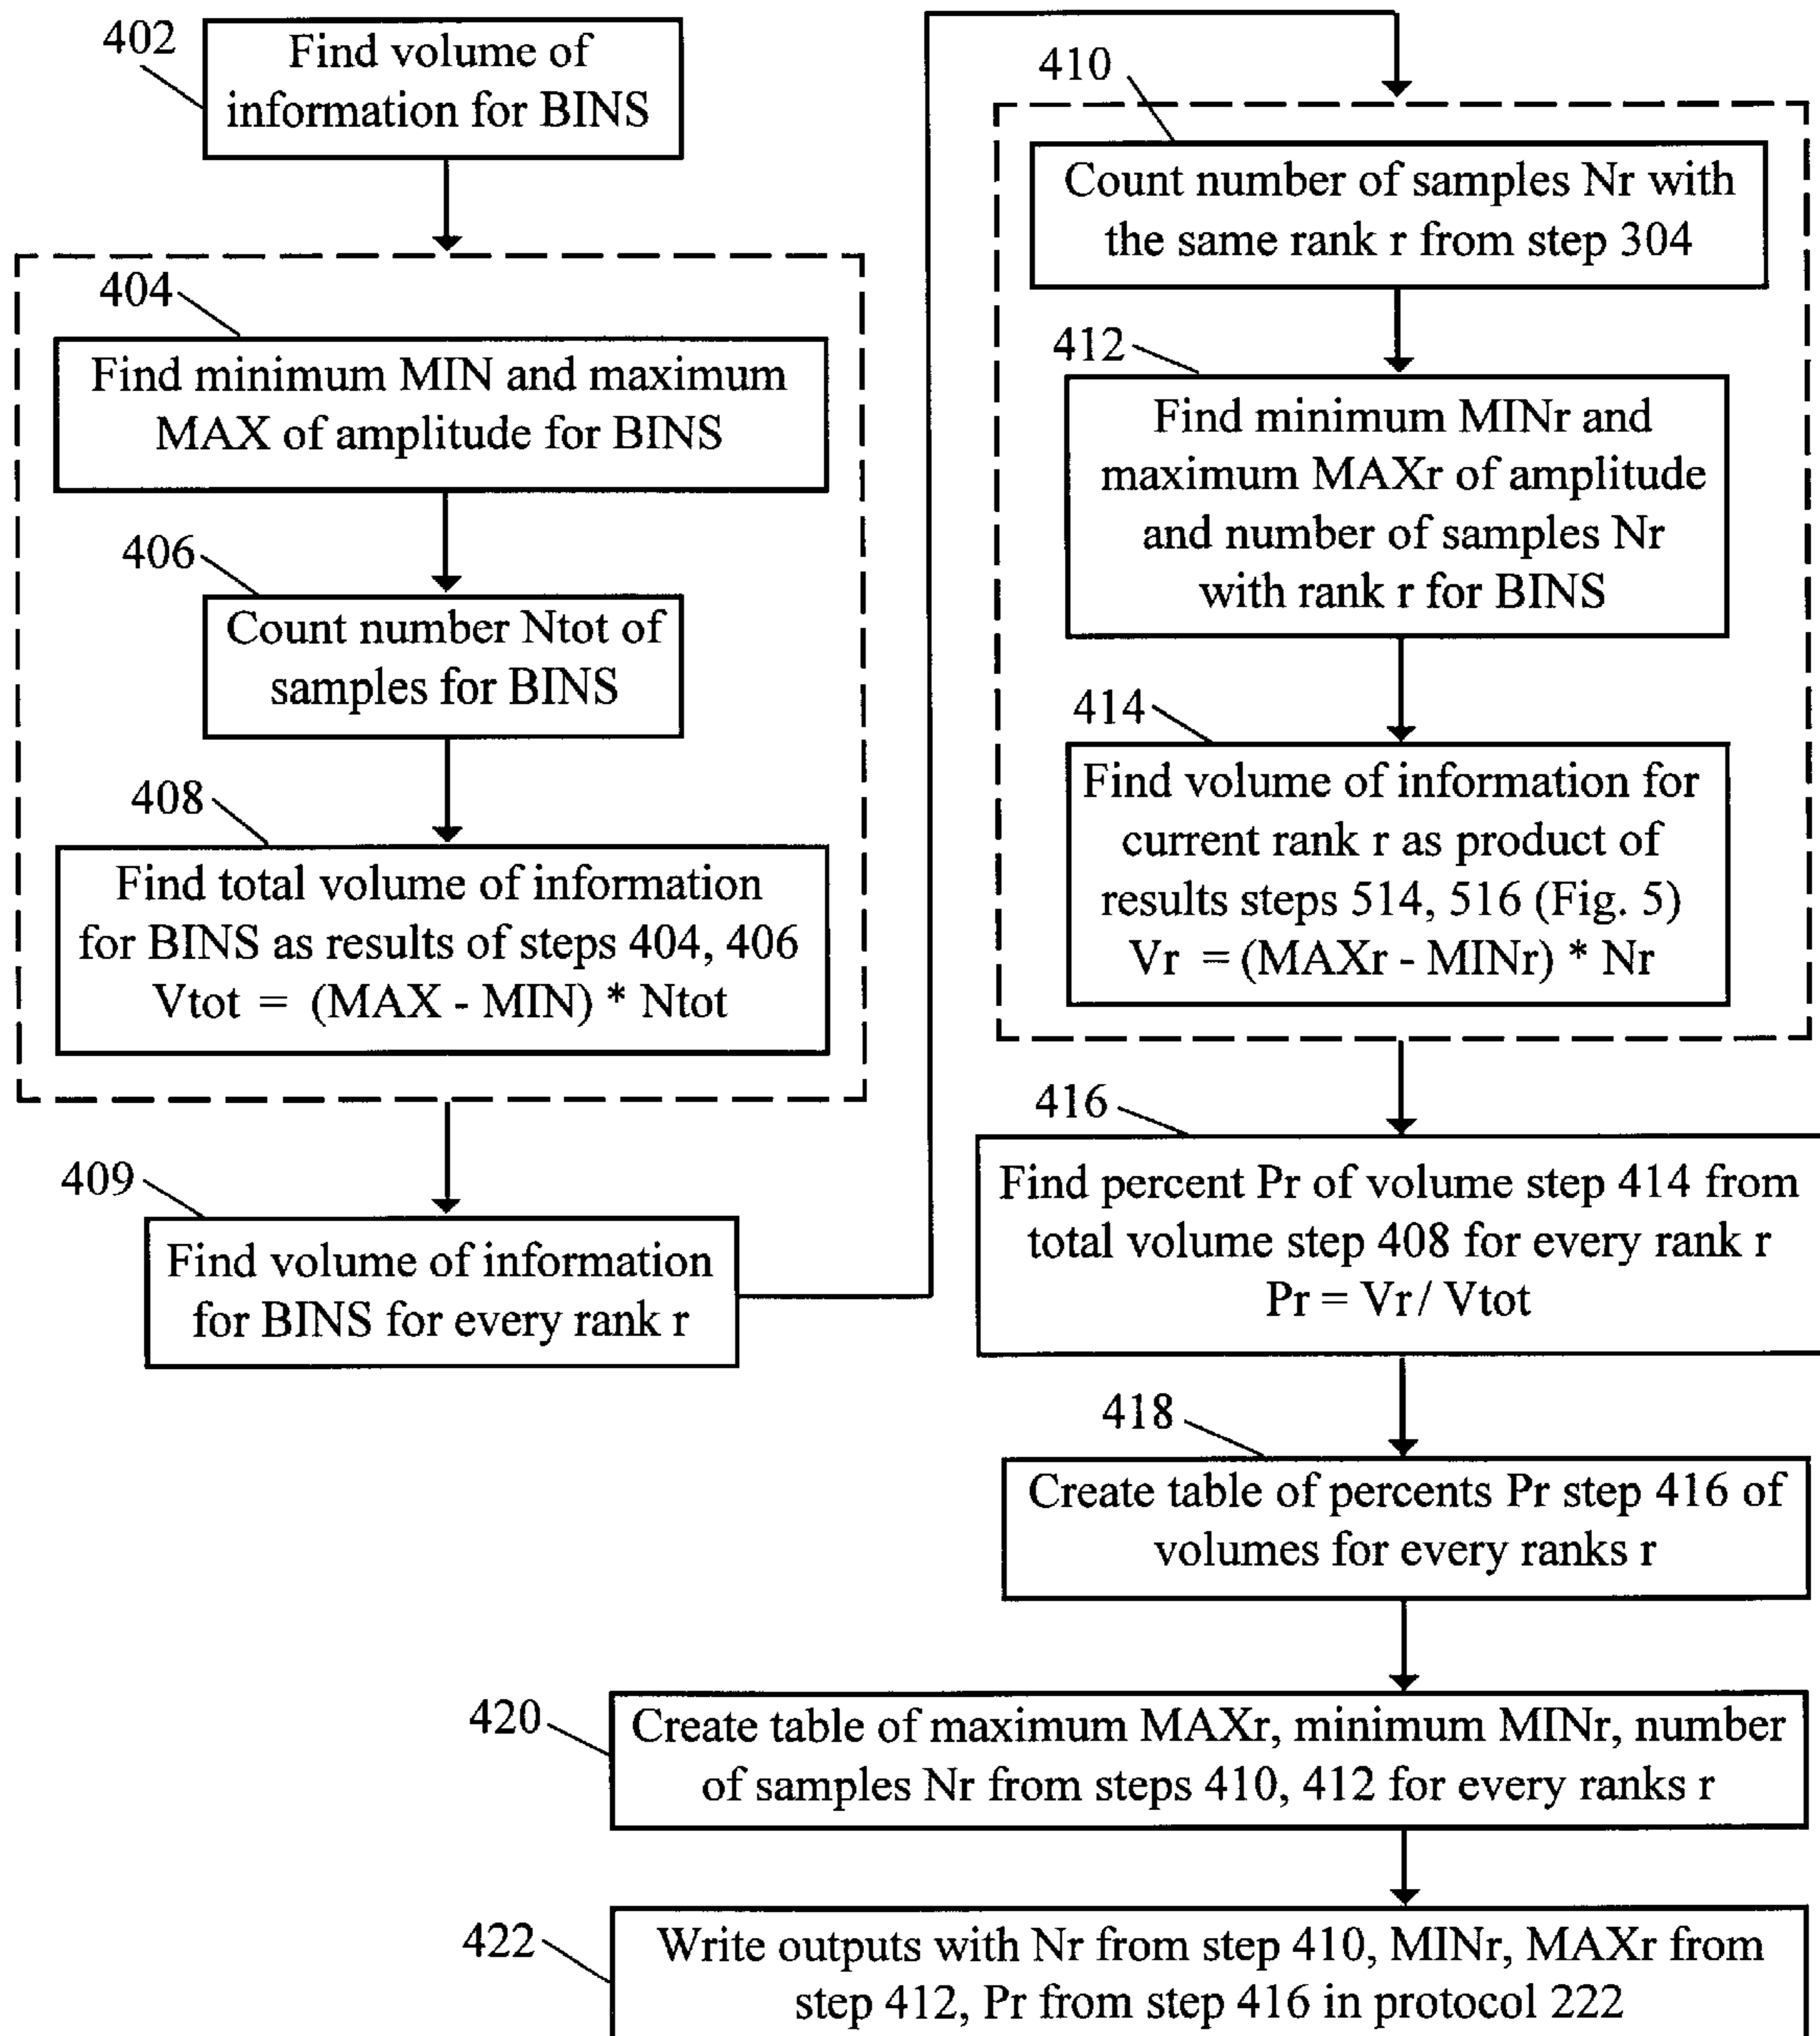 402
Find volume of
information for BINS
404
Find minimum MIN and maximum
MAX of amplitude for BINS
406
Count number Ntot of
samples for BINS
408
Find total volume of information
for BINS as results of steps 404, 406
Vtot = (MAX - MIN) * Ntot
409
Find volume of information
for BINS for every rank r
410
Count number of samples Nr with
the same rank r from step 304
412
Find minimum MINr and
maximum MAXr of amplitude
and number of samples Nr
with rank r for BINS
414
Find volume of information for
current rank r as product of
results steps 514, 516 (Fig. 5)
Vr = (MAXr - MINr) * Nr
416
Find percent Pr of volume step 414 from
total volume step 408 for every rank r
Pr = Vr / Vtot
418
Create table of percents Pr step 416 of
volumes for every ranks r
420
Create table of maximum MAXr, minimum MINr, number
of samples Nr from steps 410, 412 for every ranks r
422
Write outputs with Nr from step 410, MINr, MAXr from
step 412, Pr from step 416 in protocol 222